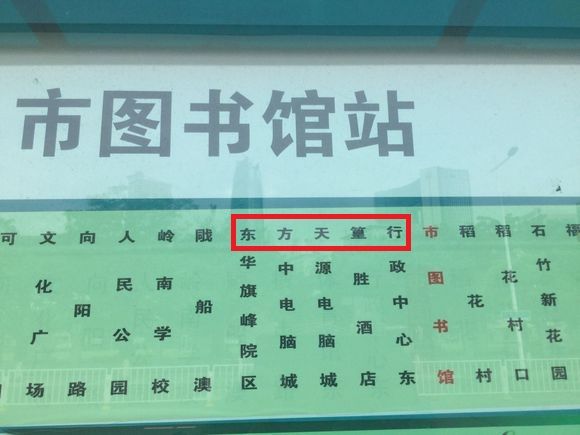 市图书馆站
可
文化广场
向阳路
人民公园
岭南学校
戙船澳
东华旗峰院区
方中电脑城
天源电脑城
篁胜酒店
行政中心东
市图书馆
稻花村
稻花村口
石竹新花园